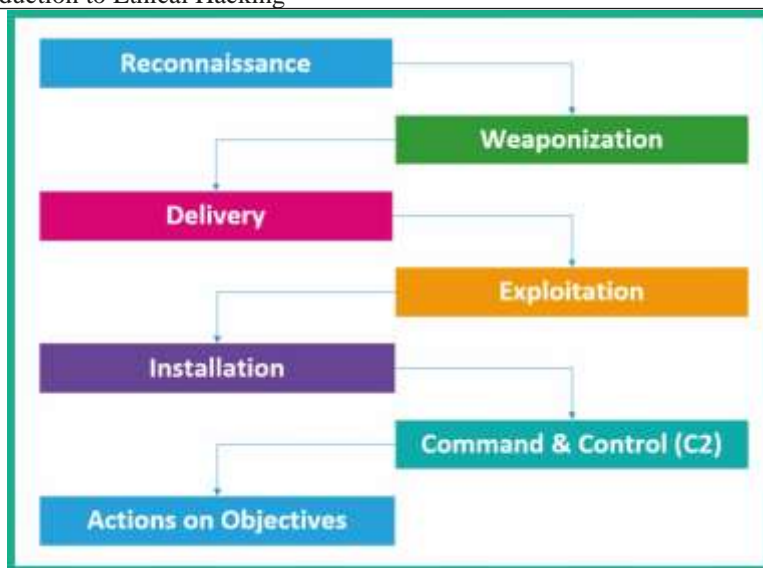 duction to Ethical Hacking
Reconnaissance
Weaponization
Delivery
Exploitation
Installation
Command & Control (C2)
Actions on Objectives